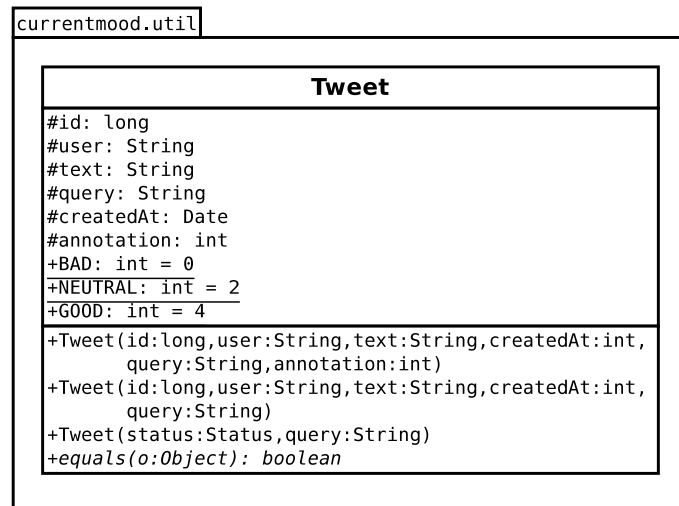 currentmood.util
Tweet
#id: long
#user: String
#text: String
#query: String
#createdAt: Date
#annotation: int
+BAD: int = 0
+NEUTRAL: int = 2
+GOOD: int = 4
+Tweet(id:long,user:String,text:String,createdAt:int,
query:String,annotation:int)
+Tweet(id:long,user:String,text:String,createdAt:int,
query:String)
+Tweet(status:Status,query:String)
+equals(o:Object): boolean